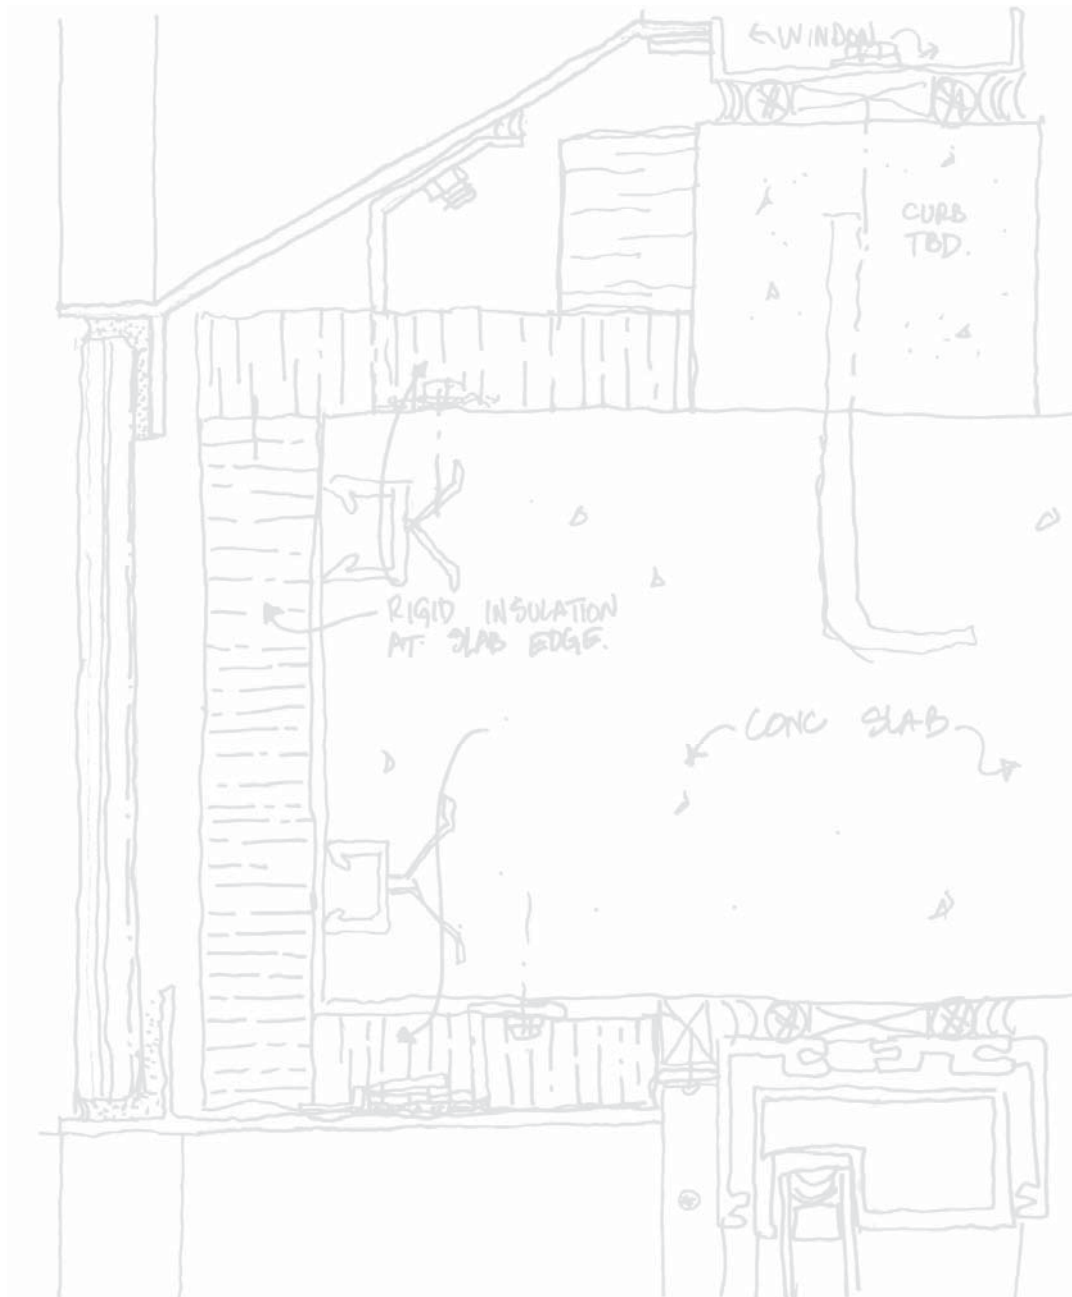 WINDOW
CURB
TBD.
RIGID INSULATION
AT SLAB EDGE.
CONC SLAB